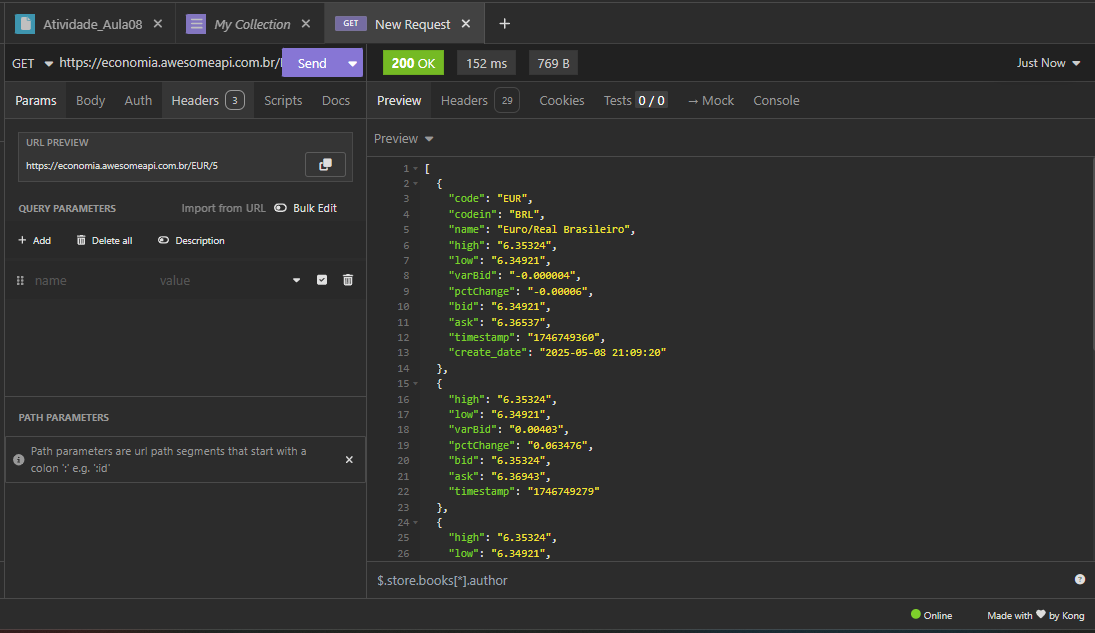 Atividade_Aula08
My Collection
GET New Request
GET https://economia.awesomeapi.com.br/ Send
200 OK 152 ms 769 B Just Now
Params Body Auth Headers 3 Scripts Docs
Preview Headers 29 Cookies Tests 0 / 0 → Mock Console
URL PREVIEW
https://economia.awesomeapi.com.br/EUR/5
QUERY PARAMETERS Import from URL Bulk Edit
+ Add Delete all Description
name value
PATH PARAMETERS
Path parameters are url path segments that start with a
colon ':' e.g. ':id'
Preview
1 [
2 {
3 "code": "EUR",
4 "codein": "BRL",
5 "name": "Euro/Real Brasileiro",
6 "high": "6.35324",
7 "low": "6.34921",
8 "varBid": "-0.000004",
9 "pctChange": "-0.00006",
10 "bid": "6.34921",
11 "ask": "6.36537",
12 "timestamp": "1746749360",
13 "create_date": "2025-05-08 21:09:20"
14 },
15 {
16 "high": "6.35324",
17 "low": "6.34921",
18 "varBid": "0.00403",
19 "pctChange": "0.063476",
20 "bid": "6.35324",
21 "ask": "6.36943",
22 "timestamp": "1746749279"
23 },
24 {
25 "high": "6.35324",
26 "low": "6.34921",
$.store.books[*].author
Online Made with ♥ by Kong